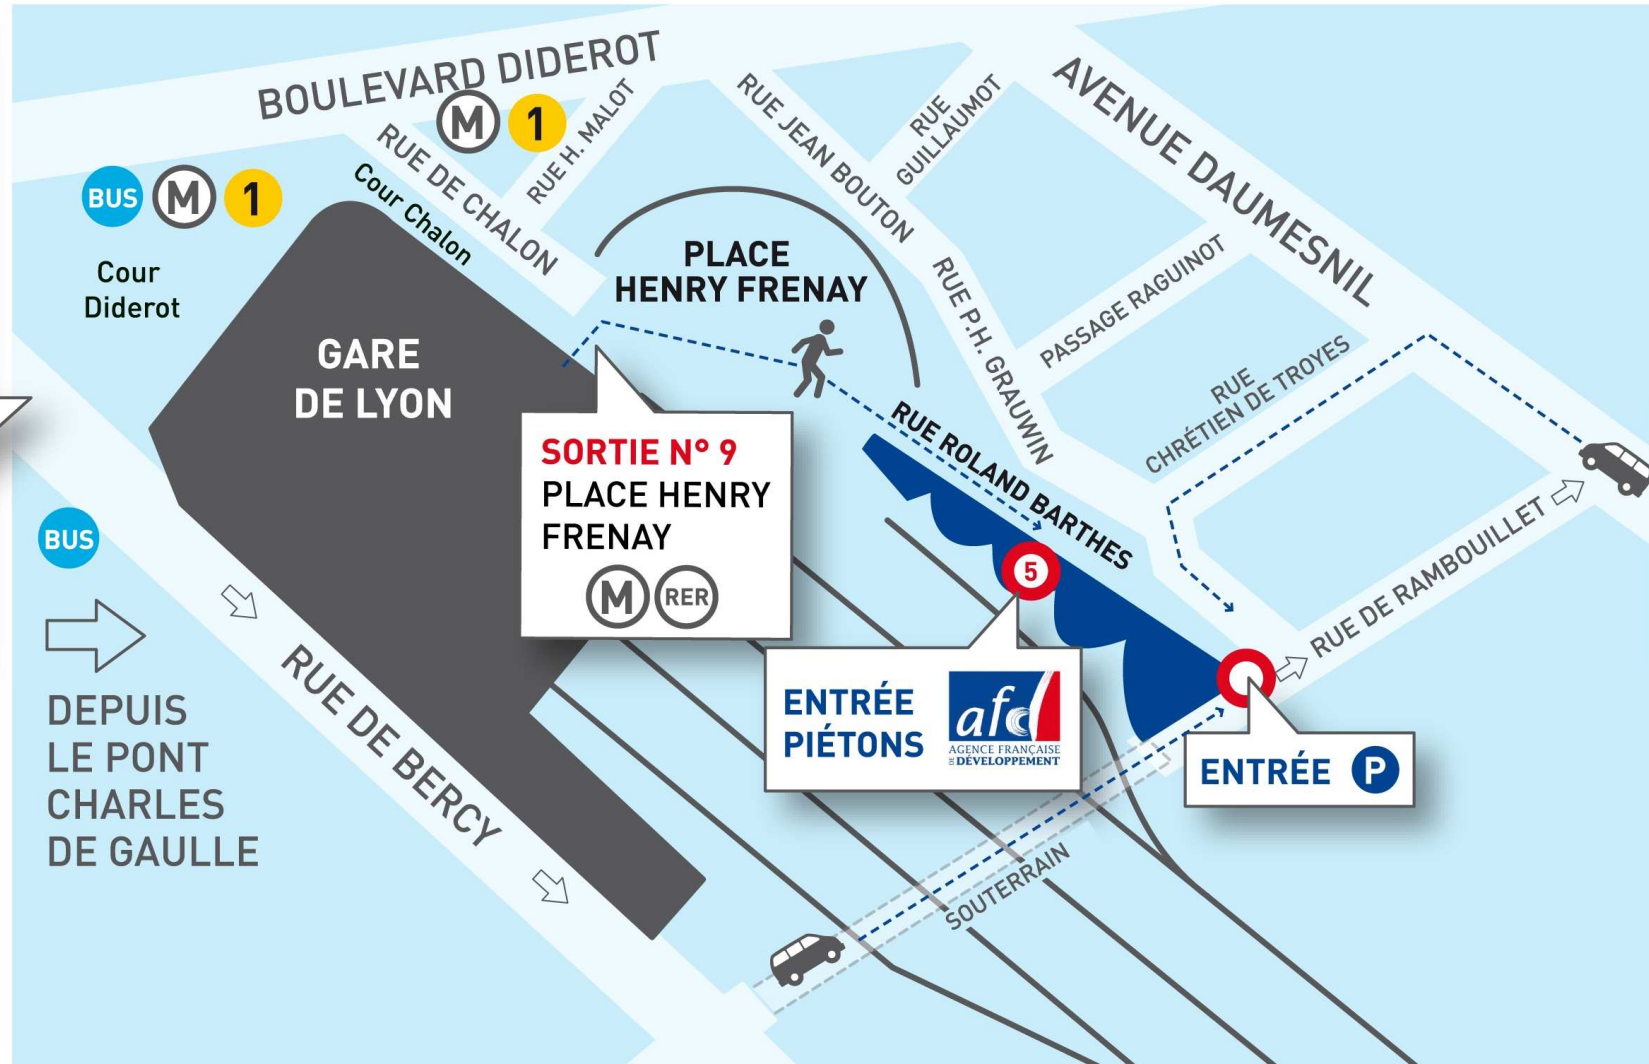 BOULEVARD DIDEROT
M 1
RUE H. MALOT
RUE DE CHALON
Cour Chalon
BUS M 1
Cour
Diderot
GARE
DE LYON
PLACE
HENRY FRENAY
RUE JEAN BOUTON
RUE
GUILLAUMOT
AVENUE DAUMESNIL
RUE P.H. GRAUWIN
PASSAGE RAGUINOT
RUE
CHRÉTIEN DE TROYES
RUE ROLAND BARTHES
RUE DE RAMBOUILLET
SORTIE N° 9
PLACE HENRY
FRENAY
M RER
5
ENTRÉE
PIÉTONS
afd
AGENCE FRANÇAISE
DE DÉVELOPPEMENT
ENTRÉE P
BUS
DEPUIS
LE PONT
CHARLES
DE GAULLE
RUE DE BERCY
SOUTERRAIN